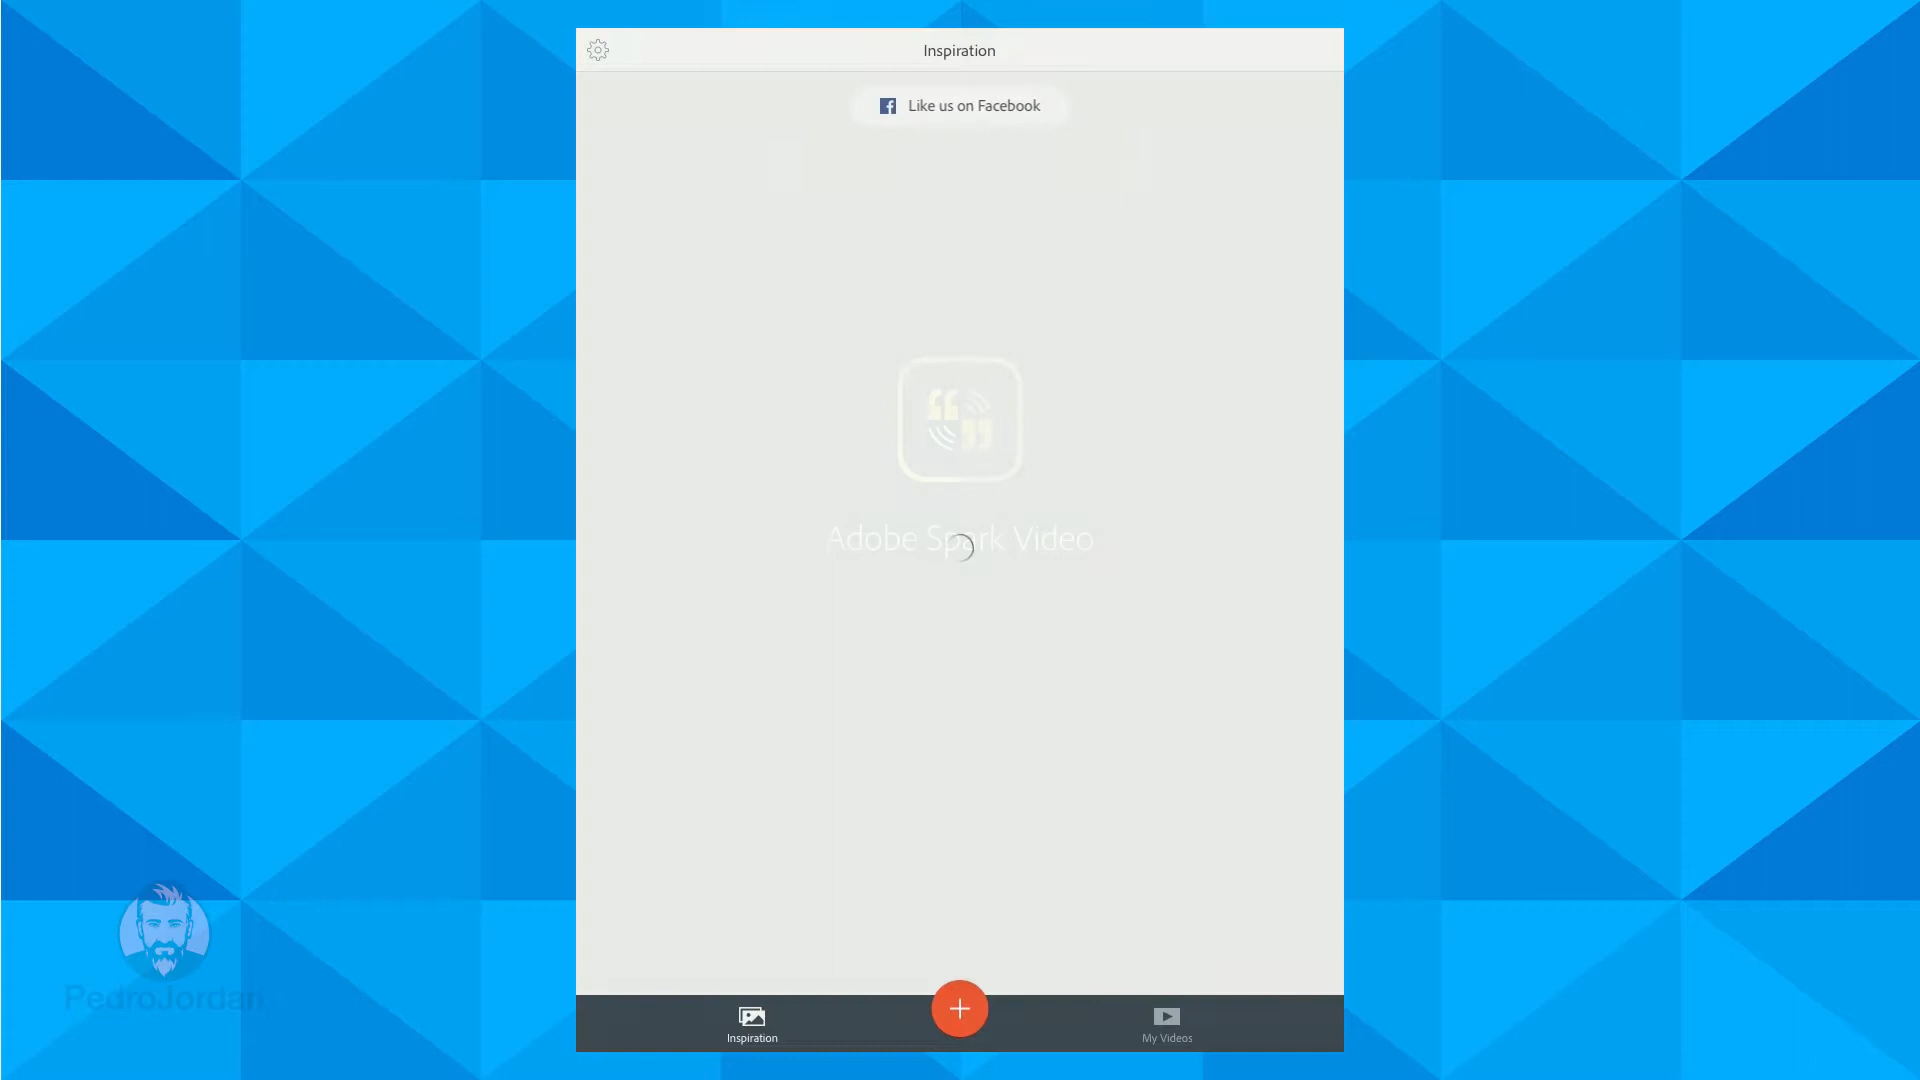 Inspiration
Like us on Facebook
Adobe Spark Video
PedroJordan
Inspiration
My Videos